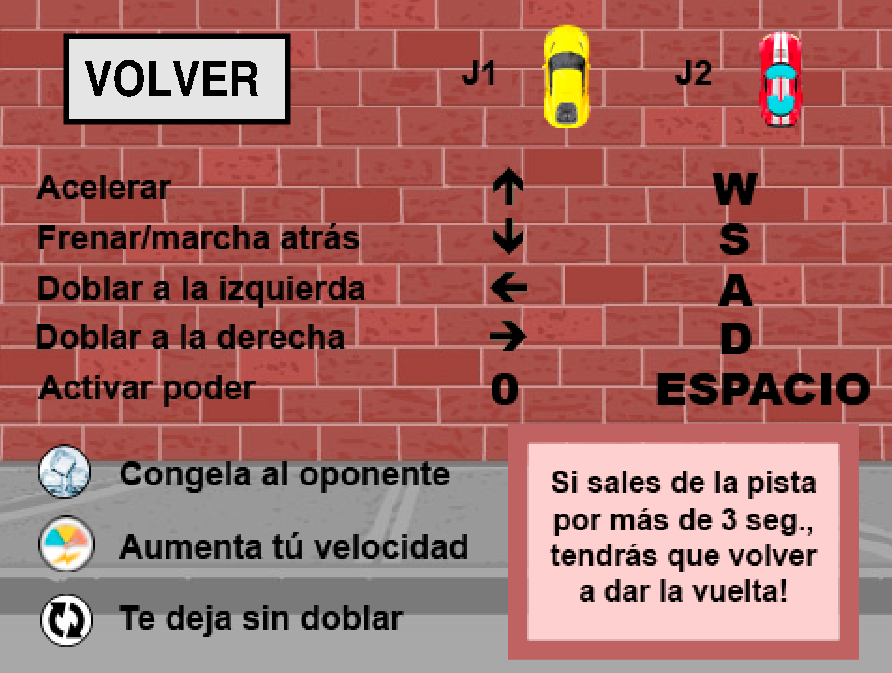 VOLVER
J1
J2
Acelerar ↑ W
Frenar/marcha atrás ↓ S
Doblar a la izquierda ← A
Doblar a la derecha → D
Activar poder 0 ESPACIO
Congela al oponente
Aumenta tú velocidad
Te deja sin doblar
Si sales de la pista
por más de 3 seg.,
tendrás que volver
a dar la vuelta!